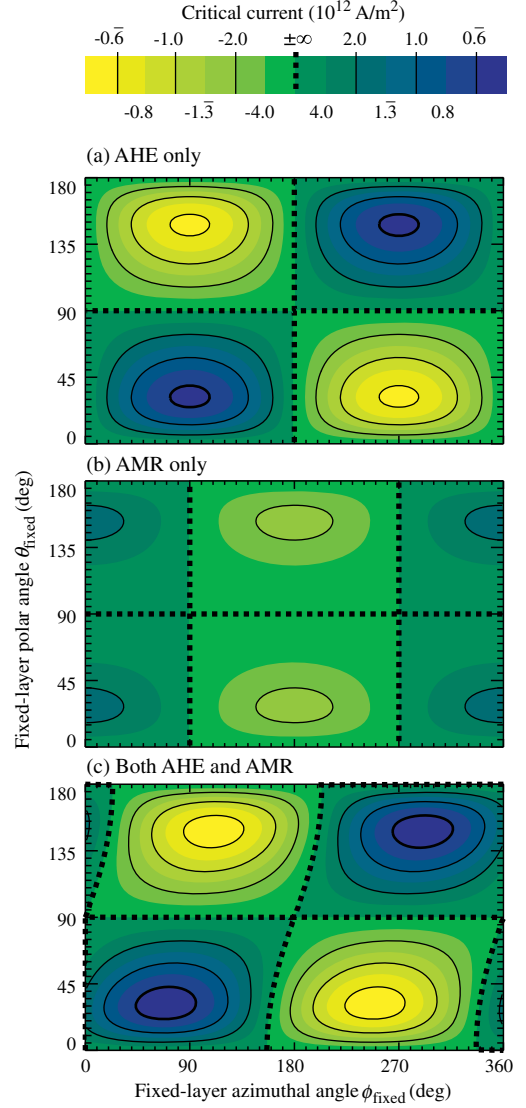 Critical current (10¹² A/m²)
-0.6̅ -1.0 -2.0 ±∞ 2.0 1.0 0.6̅
-0.8 -1.3̅ -4.0 4.0 1.3̅ 0.8
(a) AHE only
180
135
90
45
0
(b) AMR only
180
135
90
45
0
Fixed-layer polar angle θfixed (deg)
(c) Both AHE and AMR
180
135
90
45
0
0 90 180 270 360
Fixed-layer azimuthal angle ϕfixed (deg)